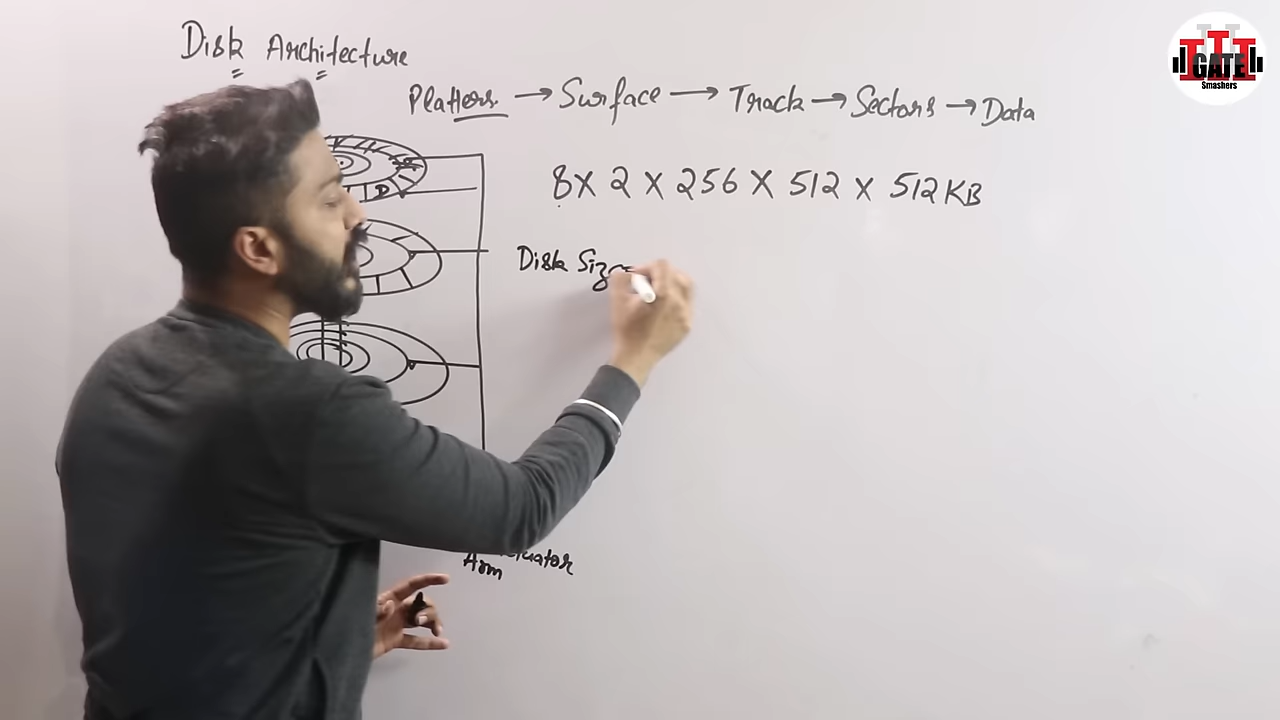 Disk Architecture
Platters → Surface → Track → Sectors → Data
8 X 2 X 256 X 512 X 512 KB
D
Disk Size
Arm
GATE
Smashers